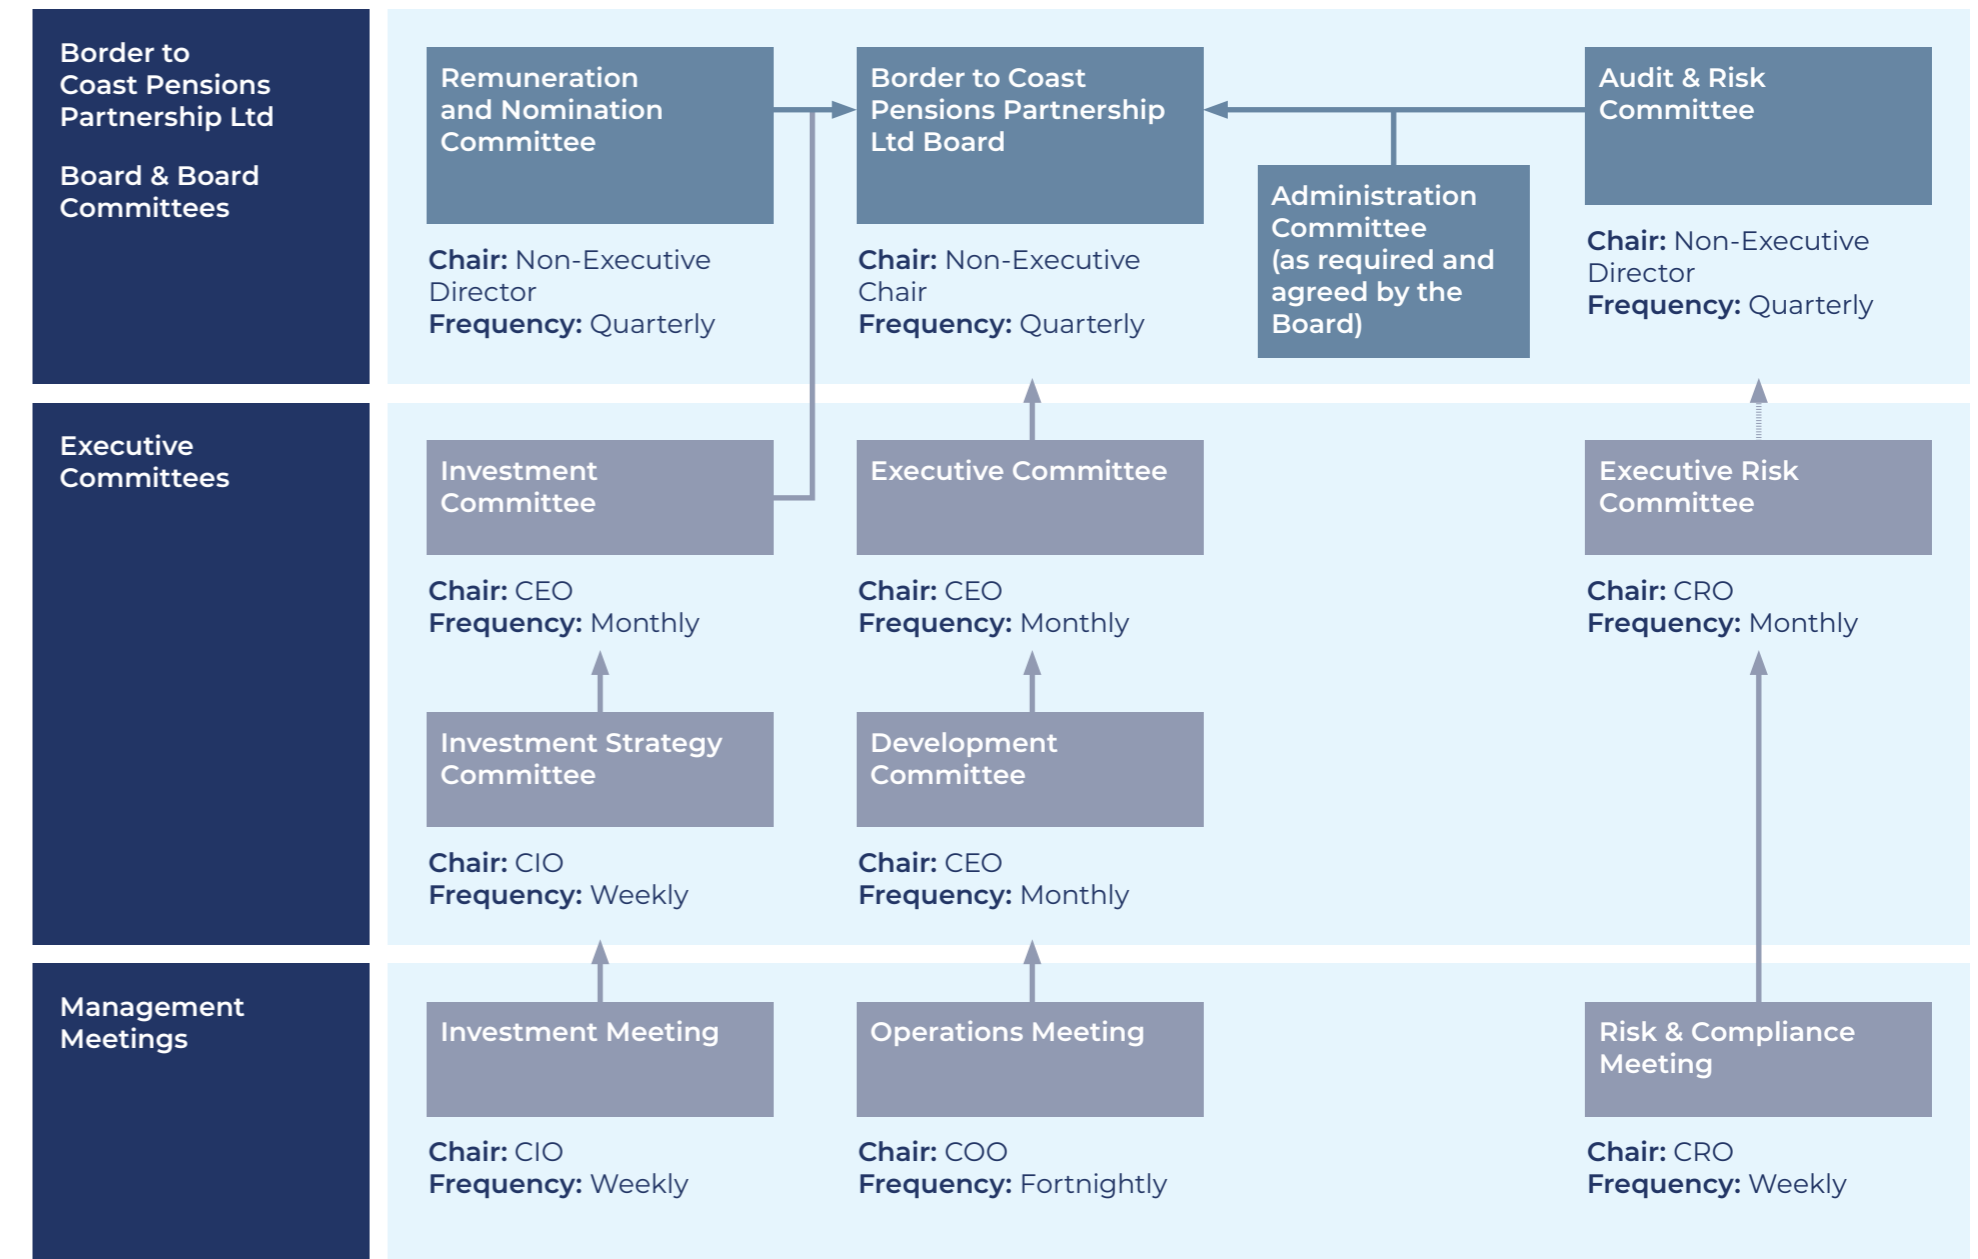 Border to
Coast Pensions
Partnership Ltd
Board & Board
Committees
Remuneration
and Nomination
Committee
Chair: Non-Executive
Director
Frequency: Quarterly
Border to Coast
Pensions Partnership
Ltd Board
Chair: Non-Executive
Chair
Frequency: Quarterly
Administration
Committee
(as required and
agreed by the
Board)
Audit & Risk
Committee
Chair: Non-Executive
Director
Frequency: Quarterly
Executive
Committees
Investment
Committee
Chair: CEO
Frequency: Monthly
Executive Committee
Chair: CEO
Frequency: Monthly
Executive Risk
Committee
Chair: CRO
Frequency: Monthly
Investment Strategy
Committee
Chair: CIO
Frequency: Weekly
Development
Committee
Chair: CEO
Frequency: Monthly
Management
Meetings
Investment Meeting
Chair: CIO
Frequency: Weekly
Operations Meeting
Chair: COO
Frequency: Fortnightly
Risk & Compliance
Meeting
Chair: CRO
Frequency: Weekly